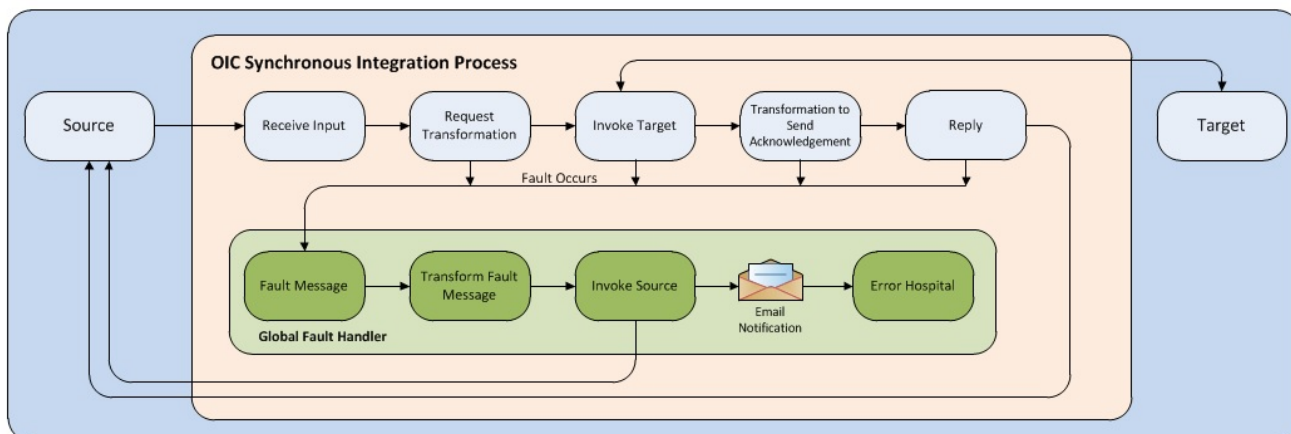 OIC Synchronous Integration Process
Source
Receive Input
Request
Transformation
Invoke Target
Transformation to
Send
Acknowledgement
Reply
Target
Fault Occurs
Fault Message
Transform Fault
Message
Invoke Source
Email
Notification
Error Hospital
Global Fault Handler